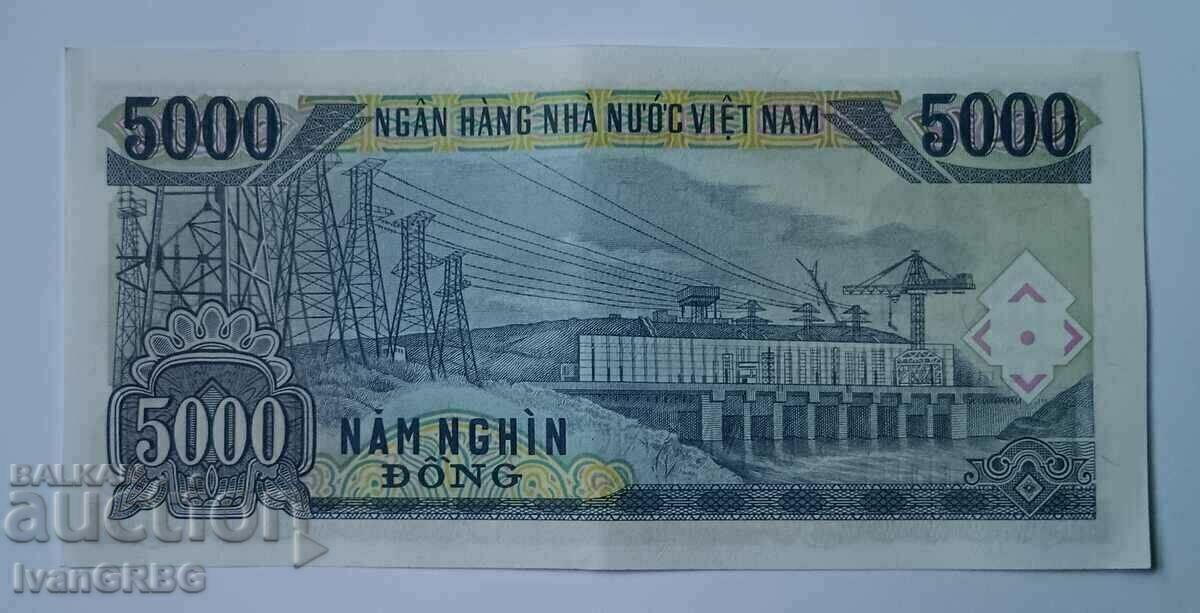 5000 NGÂN HÀNG NHÀ NƯỚC VIỆT NAM 5000
5000 NĂM NGHÌN
ĐỒNG
BALKAN
auction
IvanGRBG